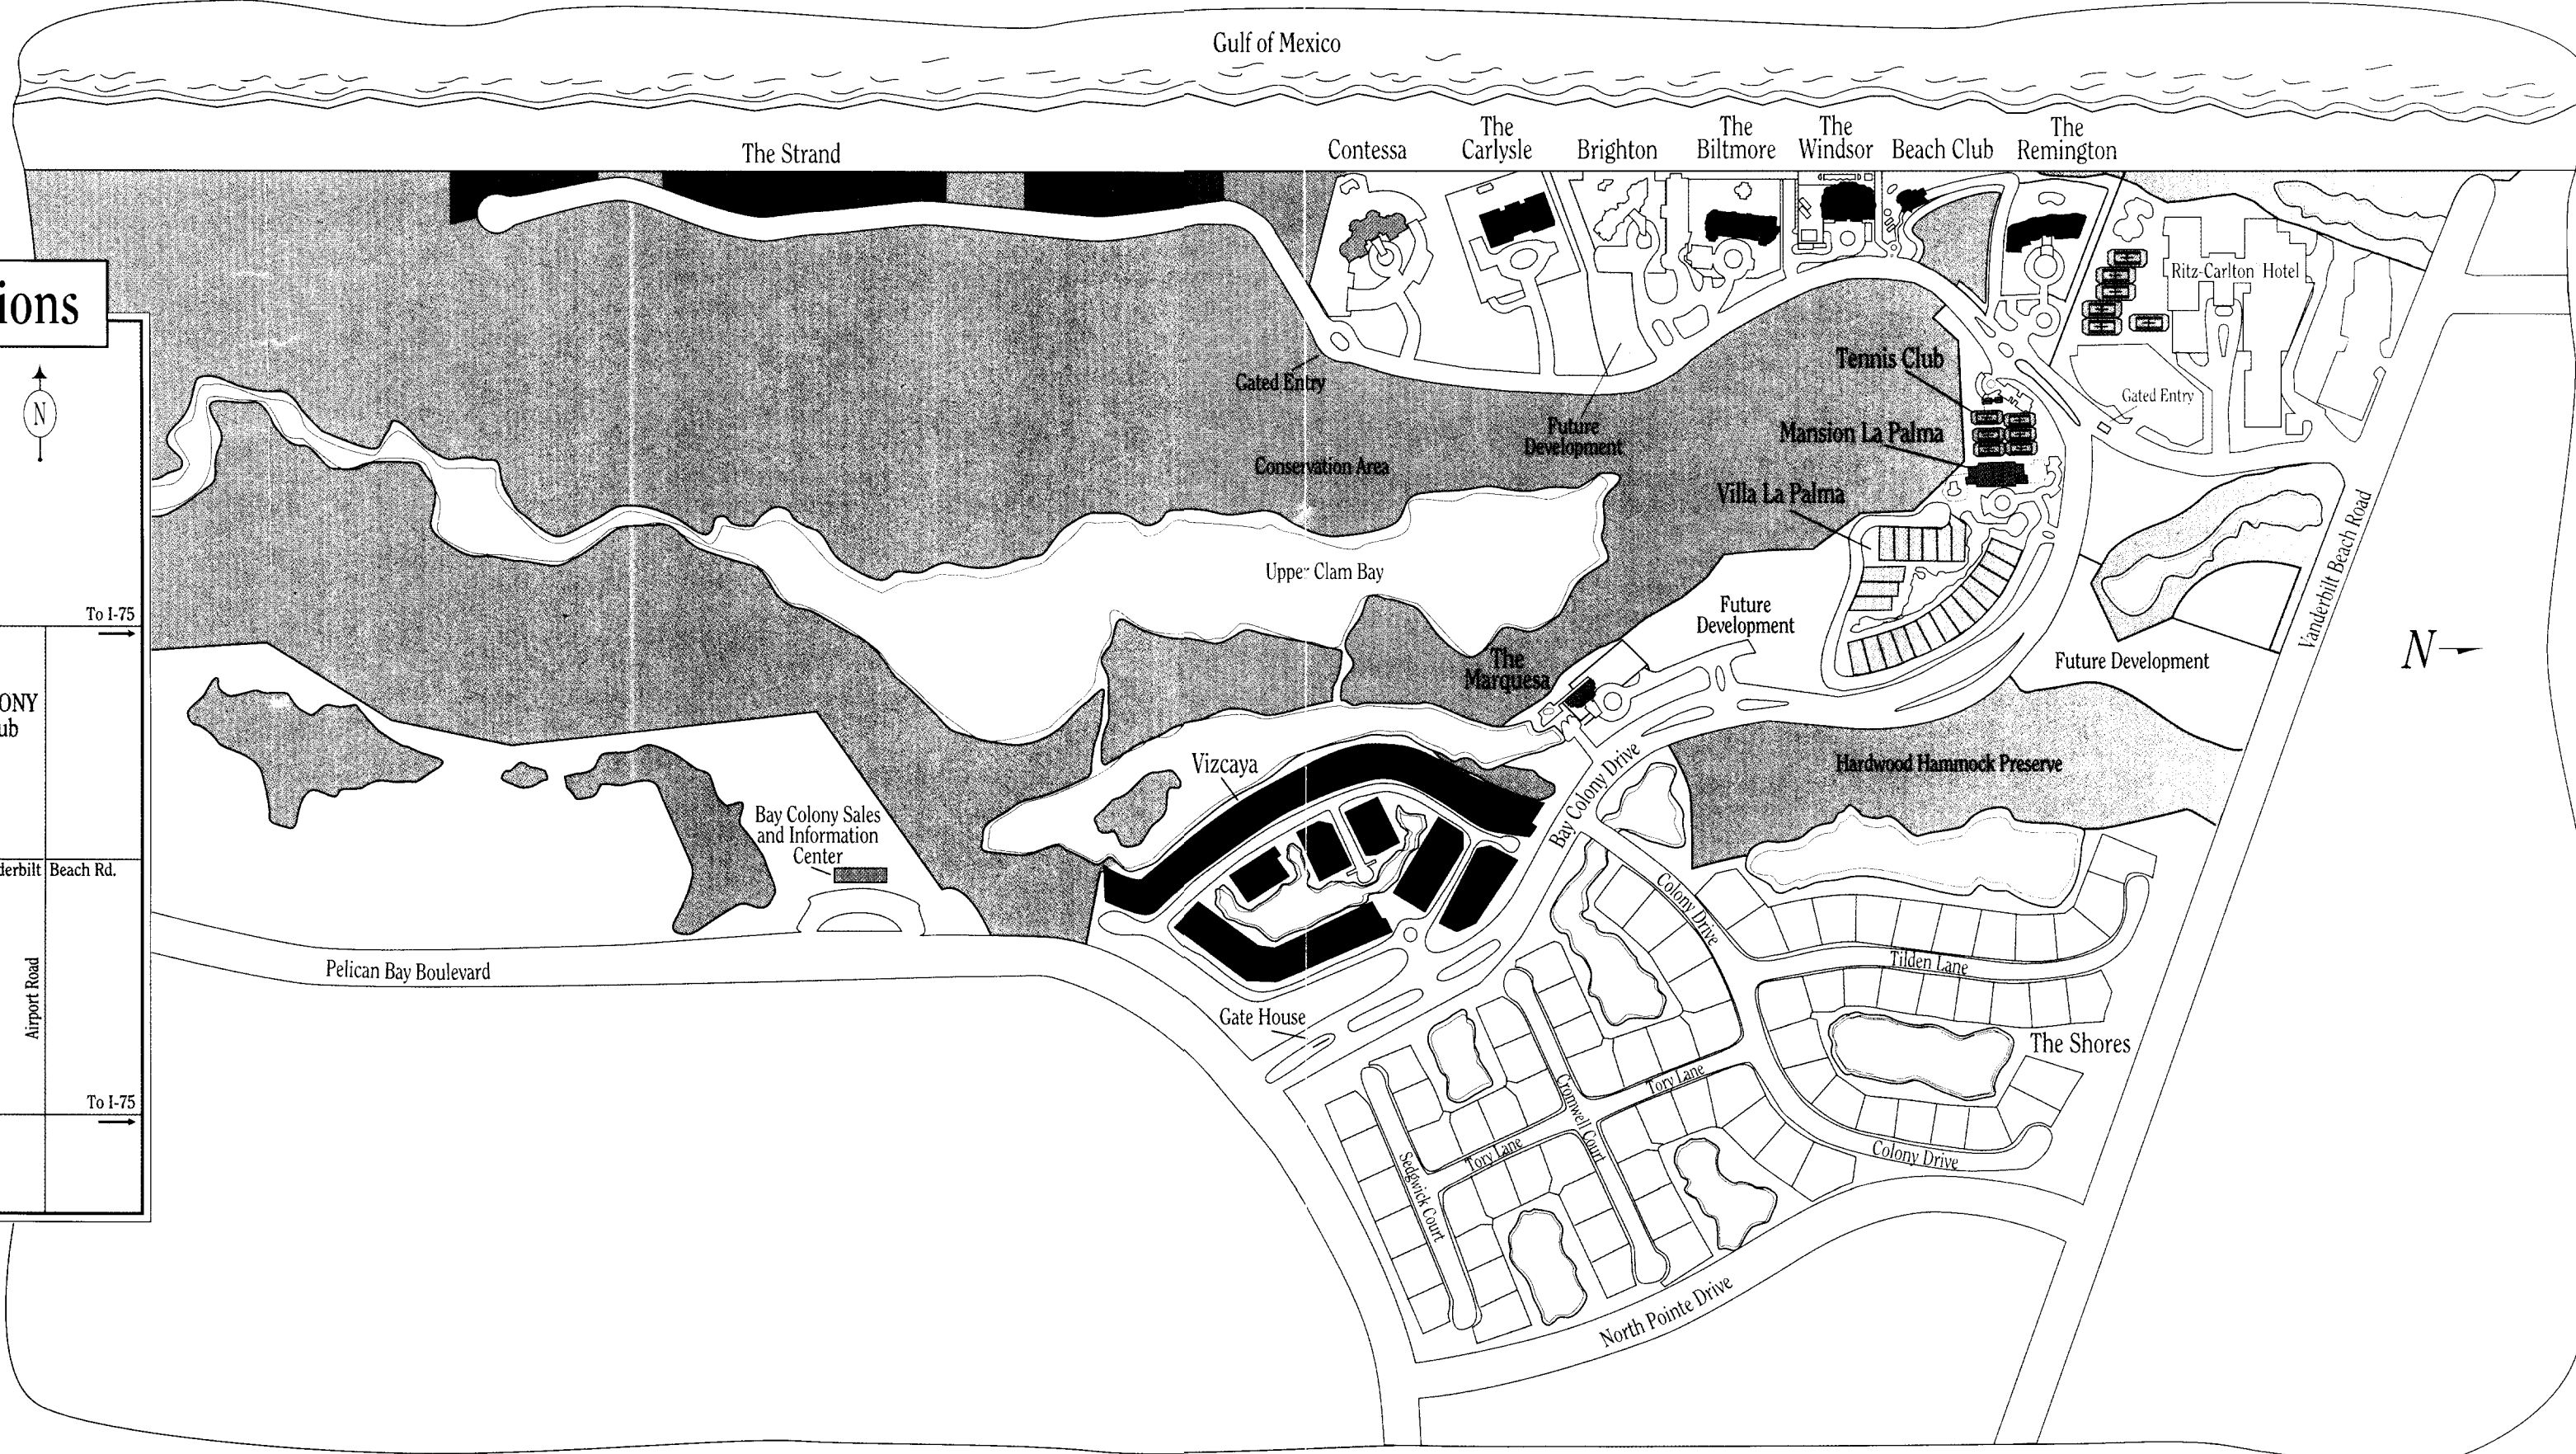 Gulf of Mexico
The Strand
Contessa
The
Carlysle
Brighton
The
Biltmore
The
Windsor
Beach Club
The
Remington
Ritz-Carlton Hotel
Gated Entry
Future
Development
Conservation Area
Tennis Club
Mansion La Palma
Villa La Palma
Gated Entry
Upper Clam Bay
Future
Development
The
Marquesa
Future Development
Vanderbilt Beach Road
N
Hardwood Hammock Preserve
Vizcaya
Bay Colony Drive
Bay Colony Sales
and Information
Center
Pelican Bay Boulevard
Gate House
Colony Drive
Tilden Lane
The Shores
Tory Lane
Cromwell Court
Tory Lane
Sedgwick Court
Colony Drive
North Pointe Drive
ions
N
To I-75
ONY
ub
derbilt Beach Rd.
Airport Road
To I-75